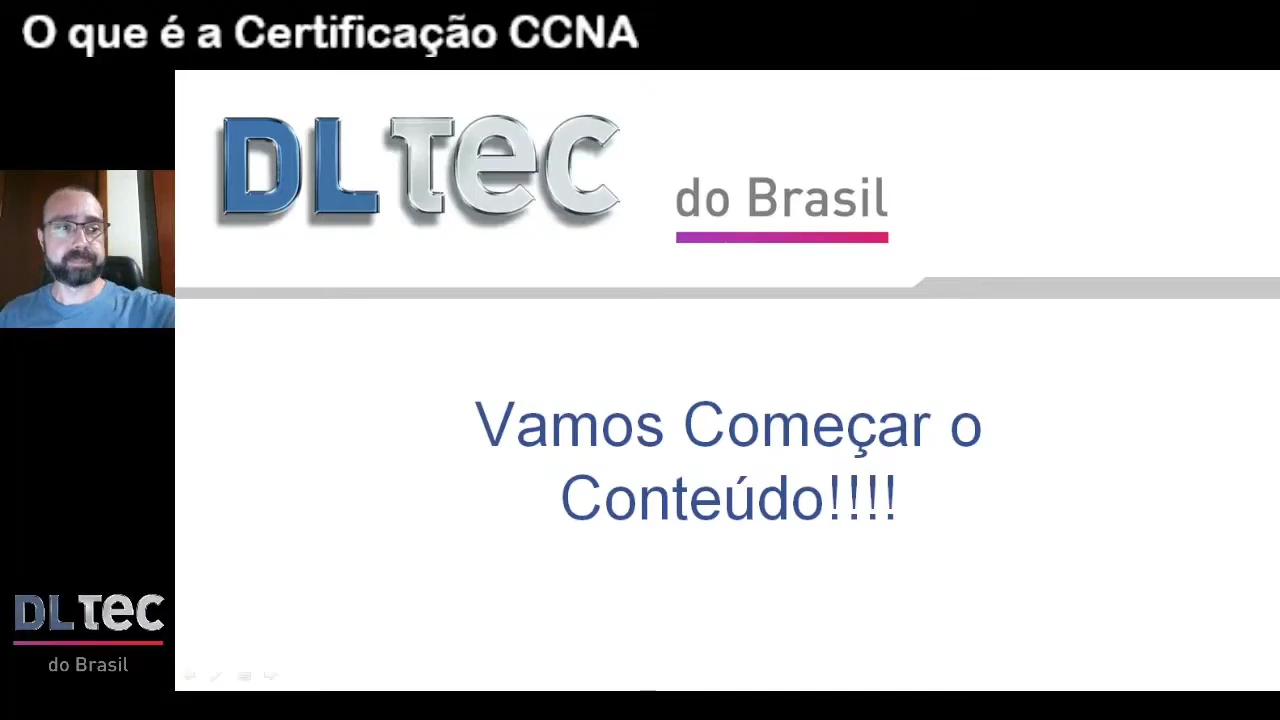 O que é a Certificação CCNA
DLTEC
do Brasil
Vamos Começar o
Conteúdo!!!!
DLTEC
do Brasil